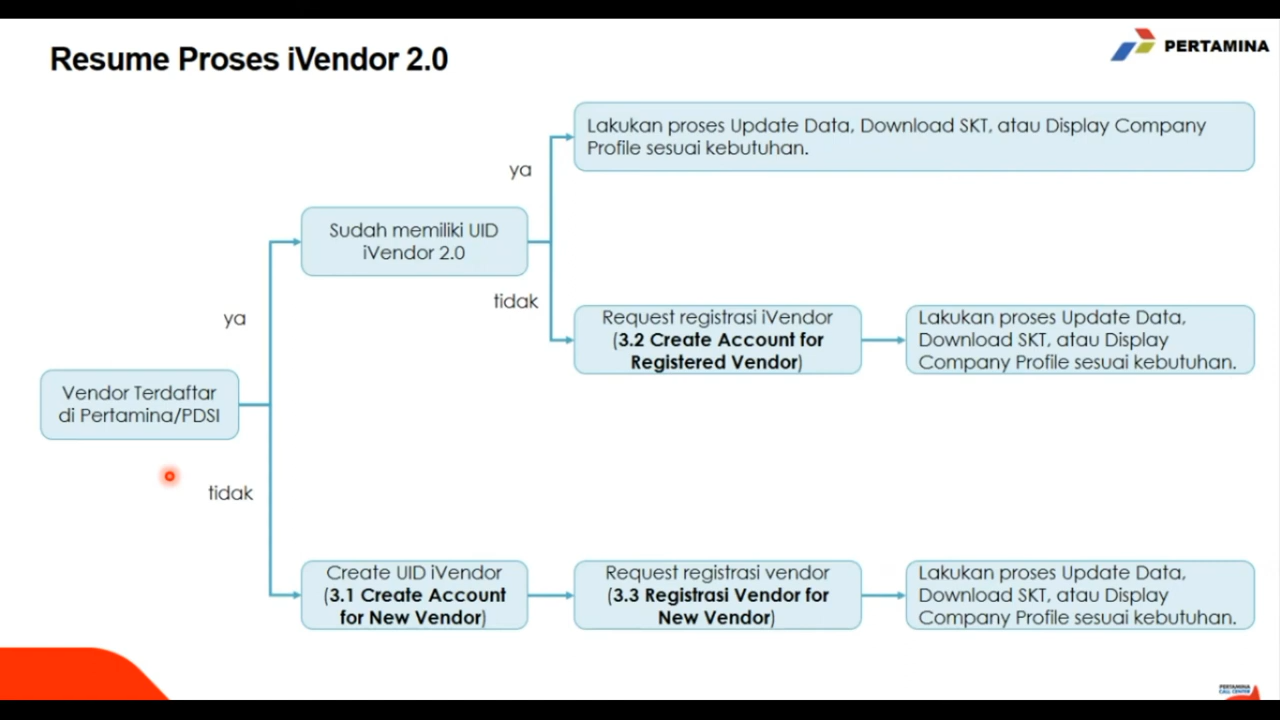 Resume Proses iVendor 2.0
PERTAMINA
Lakukan proses Update Data, Download SKT, atau Display Company
Profile sesuai kebutuhan.
ya
Sudah memiliki UID
iVendor 2.0
tidak
ya
Request registrasi iVendor
(3.2 Create Account for
Registered Vendor)
Lakukan proses Update Data,
Download SKT, atau Display
Company Profile sesuai kebutuhan.
Vendor Terdaftar
di Pertamina/PDSI
tidak
Create UID iVendor
(3.1 Create Account
for New Vendor)
Request registrasi vendor
(3.3 Registrasi Vendor for
New Vendor)
Lakukan proses Update Data,
Download SKT, atau Display
Company Profile sesuai kebutuhan.
PERTAMINA
CALL CENTER